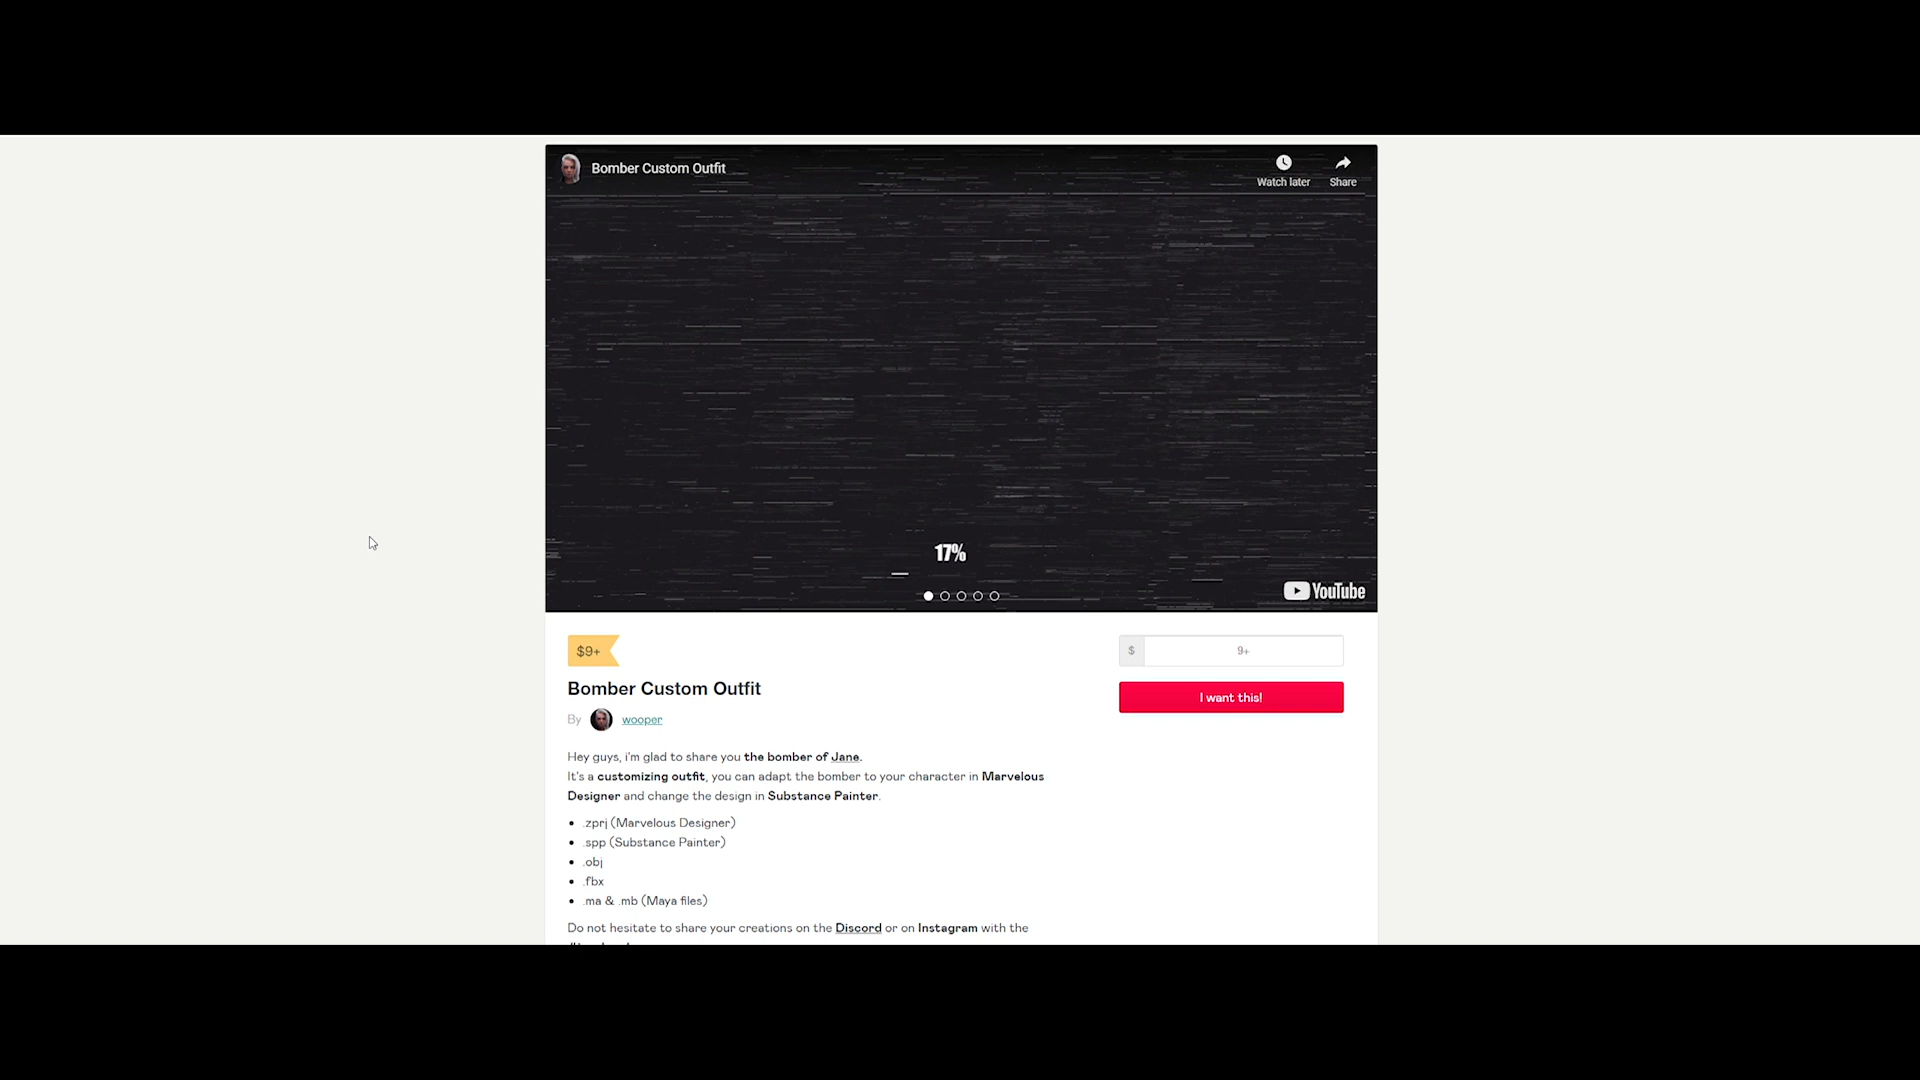 Bomber Custom Outfit
Watch later
Share
17%
YouTube
$9+
$
9+
Bomber Custom Outfit
I want this!
By
wooper
Hey guys, i'm glad to share you the bomber of Jane.
It's a customizing outfit, you can adapt the bomber to your character in Marvelous
Designer and change the design in Substance Painter.
.zprj (Marvelous Designer)
.spp (Substance Painter)
.obj
.fbx
.ma & .mb (Maya files)
Do not hesitate to share your creations on the Discord or on Instagram with the